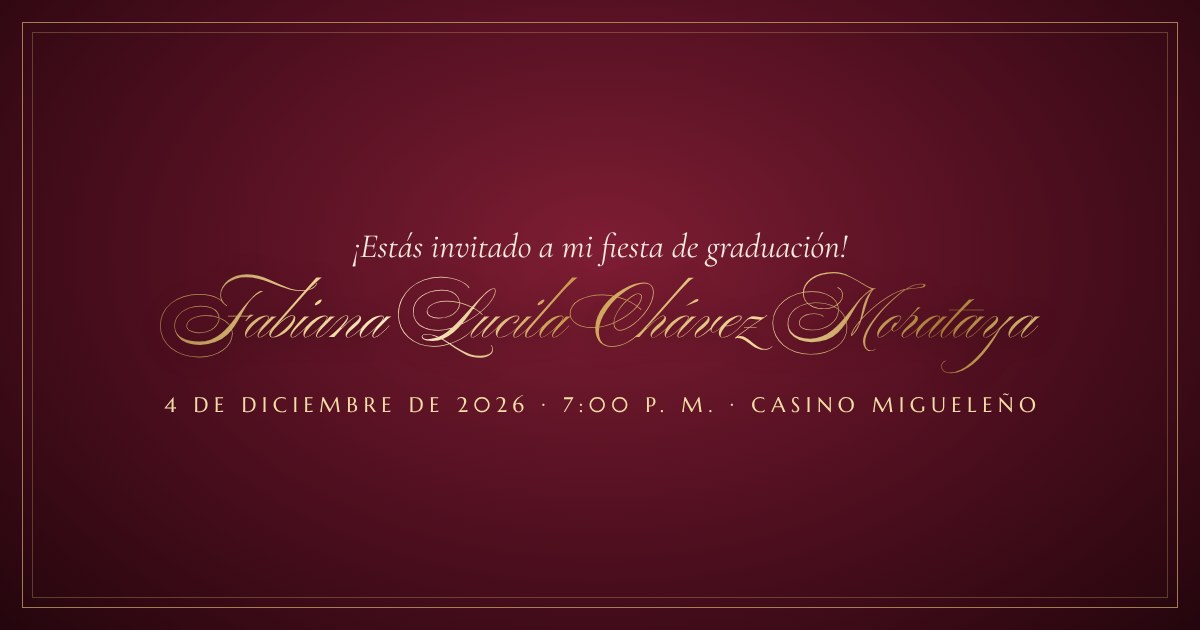 ¡Estás invitado a mi fiesta de graduación!
Fabiana Lucila Chávez Morataya
4 DE DICIEMBRE DE 2026 · 7:00 P. M. · CASINO MIGUELEÑO